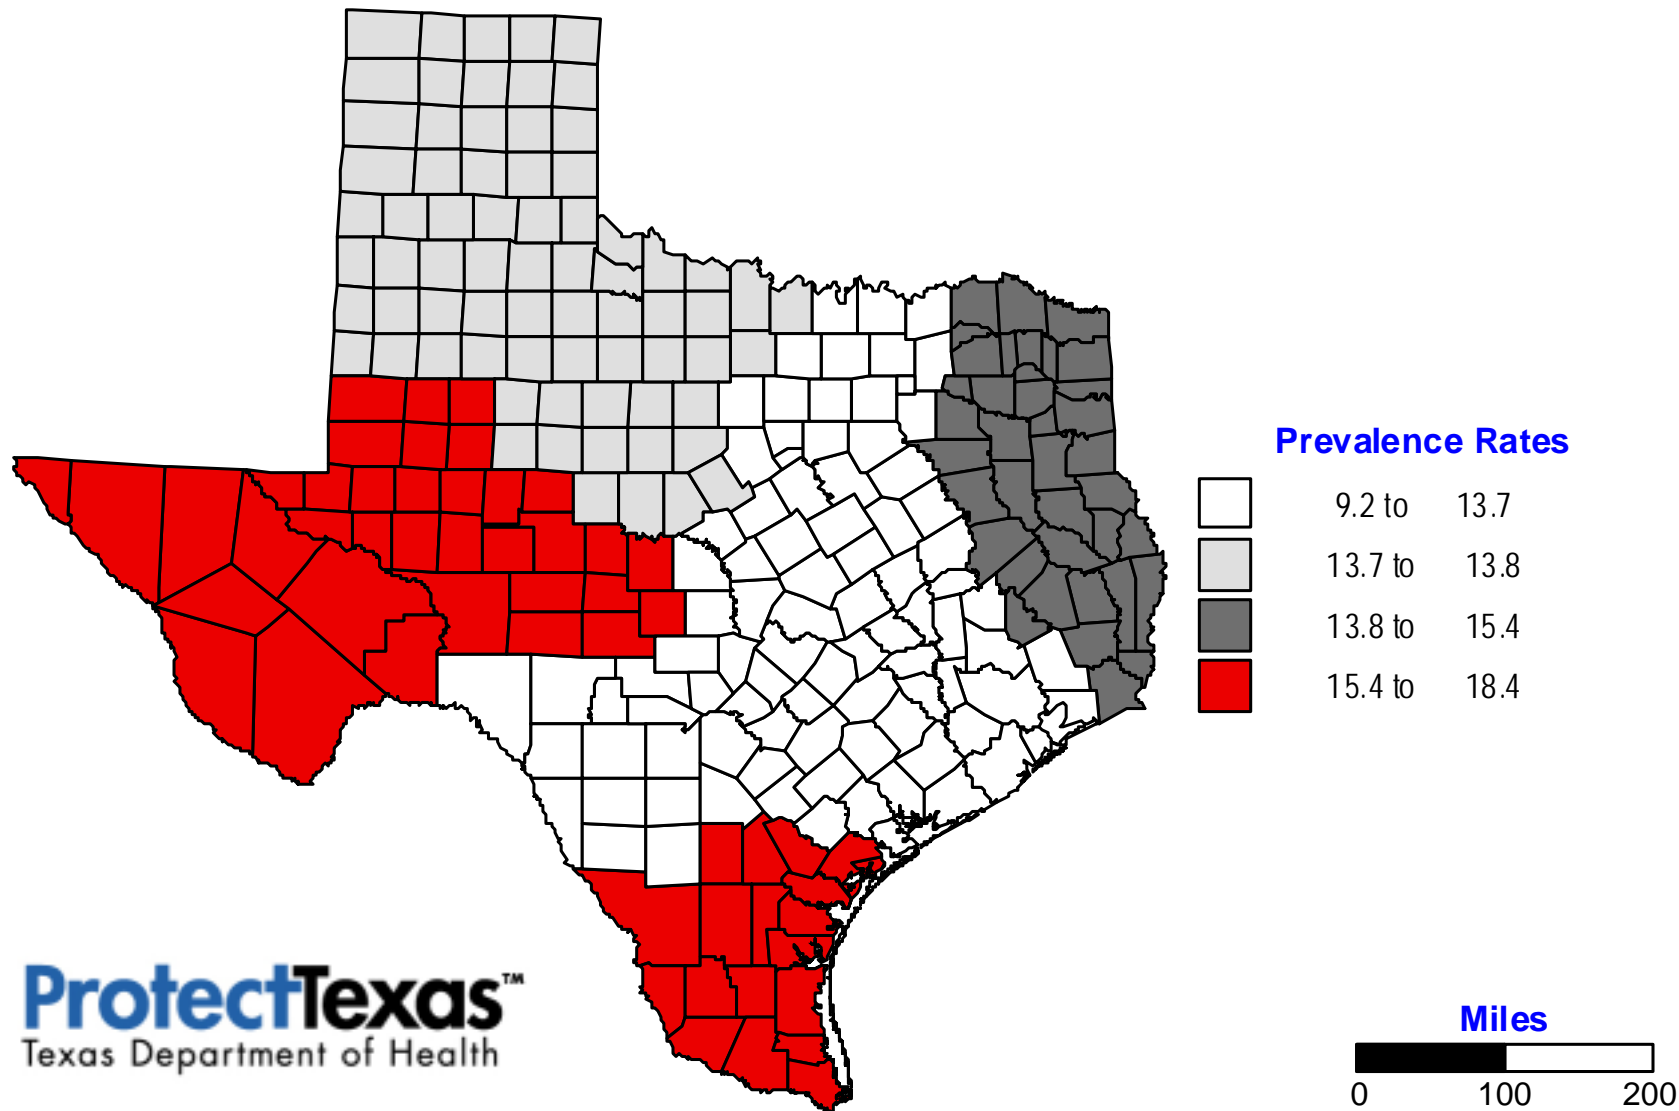 Prevalence Rates
9.2 to 13.7
13.7 to 13.8
13.8 to 15.4
15.4 to 18.4
ProtectTexas™
Texas Department of Health
Miles
0 100 200